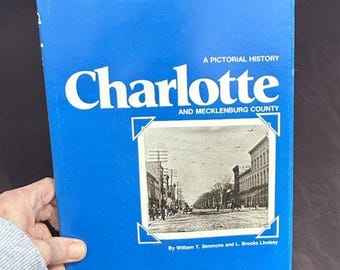 A PICTORIAL HISTORY
Charlotte
AND MECKLENBURG COUNTY
By William T. Simmons and L. Brooks Lindsay